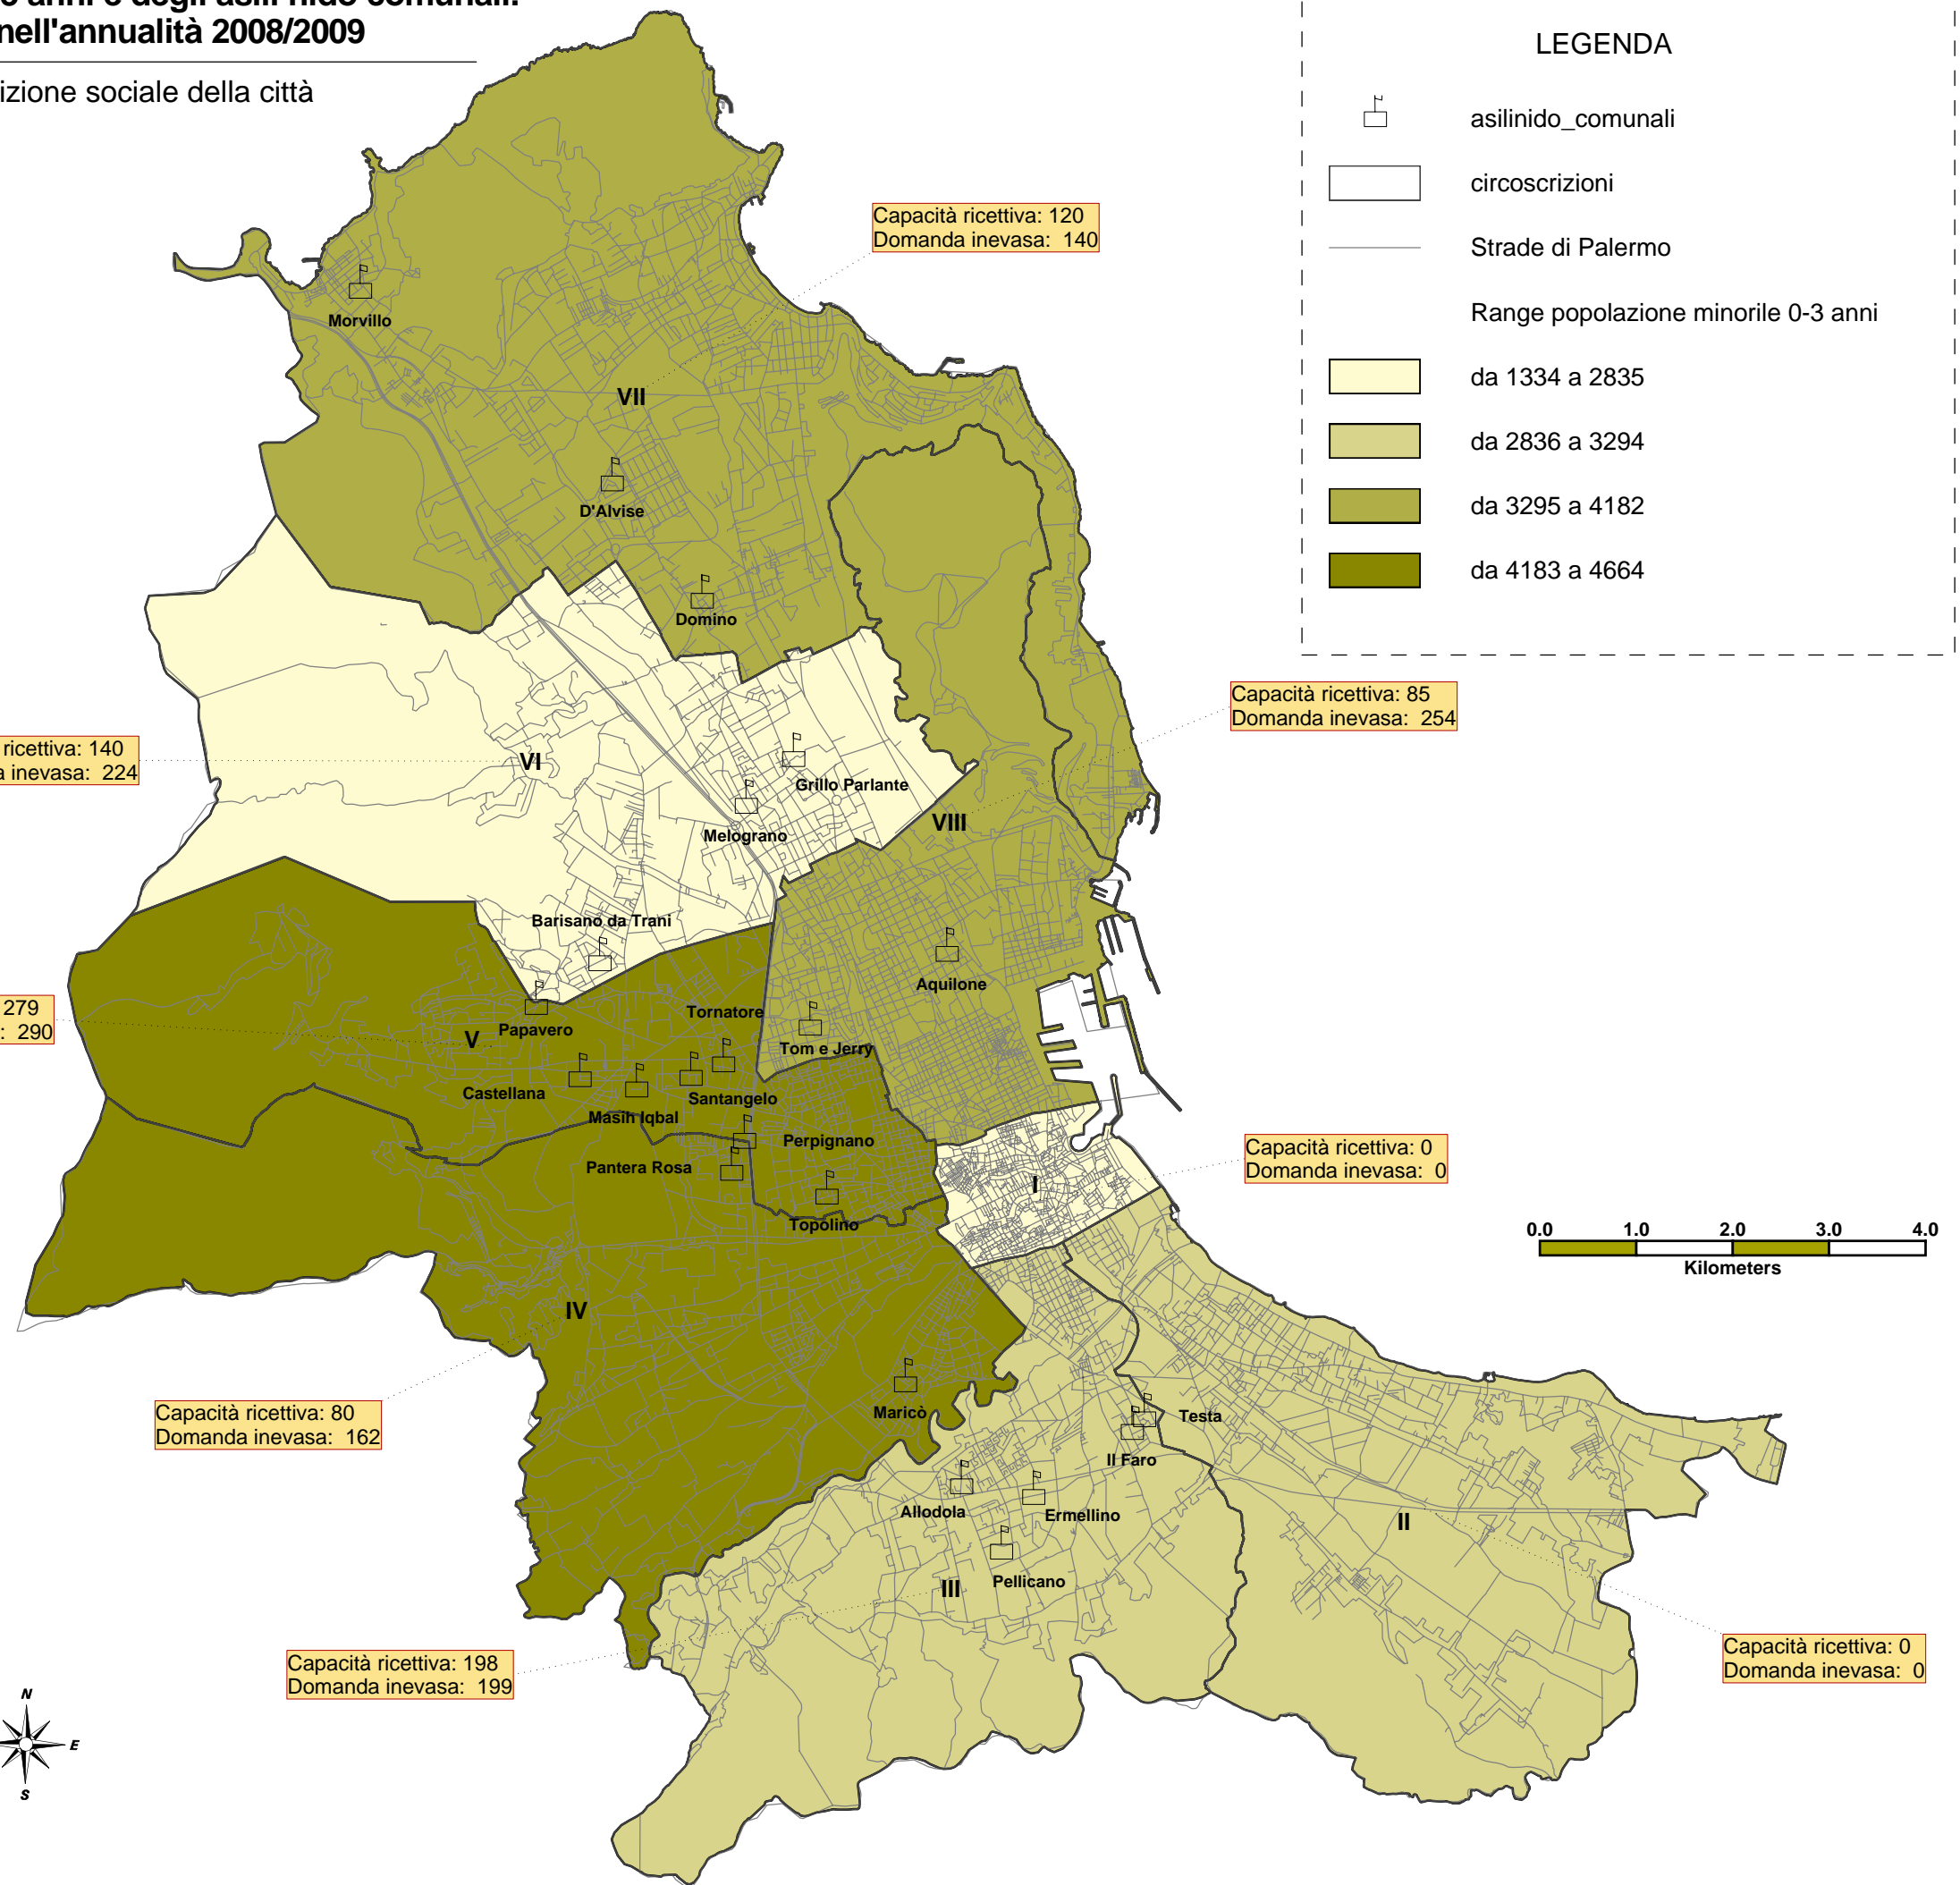 nell'annualità 2008/2009
izione sociale della città
LEGENDA
asilinido_comunali
circoscrizioni
Strade di Palermo
Range popolazione minorile 0-3 anni
da 1334 a 2835
da 2836 a 3294
da 3295 a 4182
da 4183 a 4664
Capacità ricettiva: 120
Domanda inevasa: 140
Morvillo
VII
D'Alvise
Domino
Capacità ricettiva: 85
Domanda inevasa: 254
ricettiva: 140
a inevasa: 224
VI
Grillo Parlante
Melograno
VIII
Barisano da Trani
Aquilone
279
: 290
V
Papavero
Tornatore
Tom e Jerry
Castellana
Masih Iqbal
Santangelo
Perpignano
Pantera Rosa
Topolino
Capacità ricettiva: 0
Domanda inevasa: 0
I
0.0 1.0 2.0 3.0 4.0
Kilometers
IV
Capacità ricettiva: 80
Domanda inevasa: 162
Maricò
Testa
Il Faro
Allodola
Ermellino
II
Pellicano
III
Capacità ricettiva: 198
Domanda inevasa: 199
Capacità ricettiva: 0
Domanda inevasa: 0
N
E
S